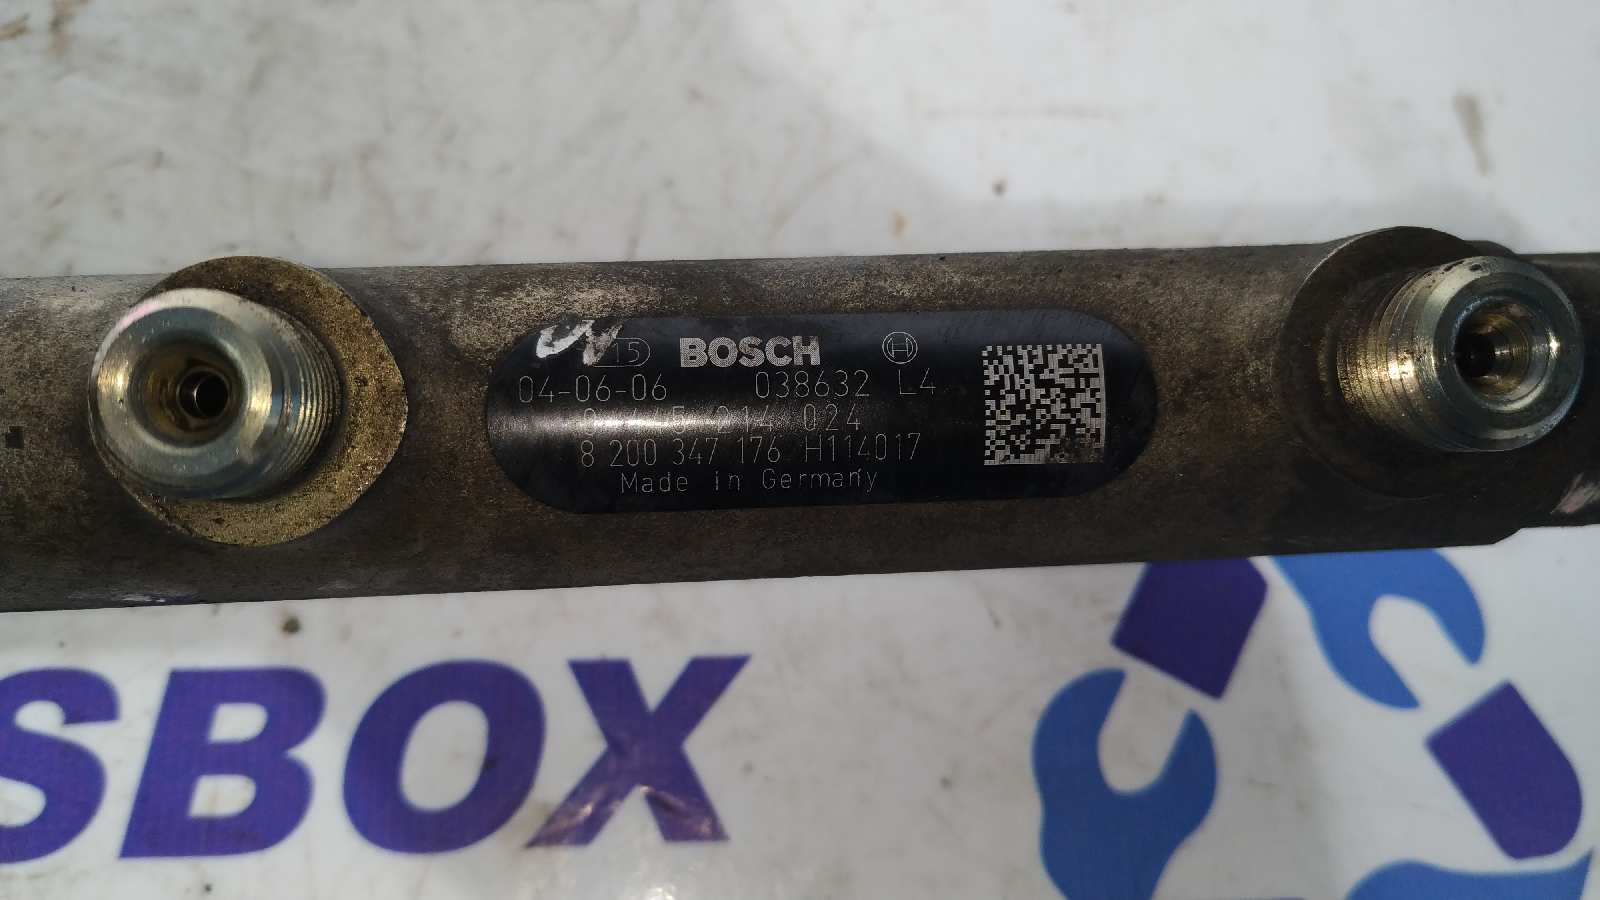 15 BOSCH H
04-06-06 038632 L4
0 445 214 024
8 200 347 176 H114017
Made in Germany
SBOX